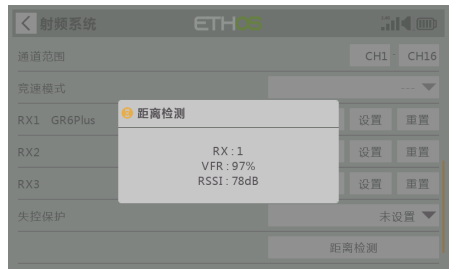 射频系统 ETHOS
通道范围 CH1 - CH16
竞速模式 ---
距离检测
RX1 GR6Plus 设置 重置
RX : 1
VFR : 97%
RSSI : 78dB
RX2 设置 重置
RX3 设置 重置
失控保护 未设置
距离检测